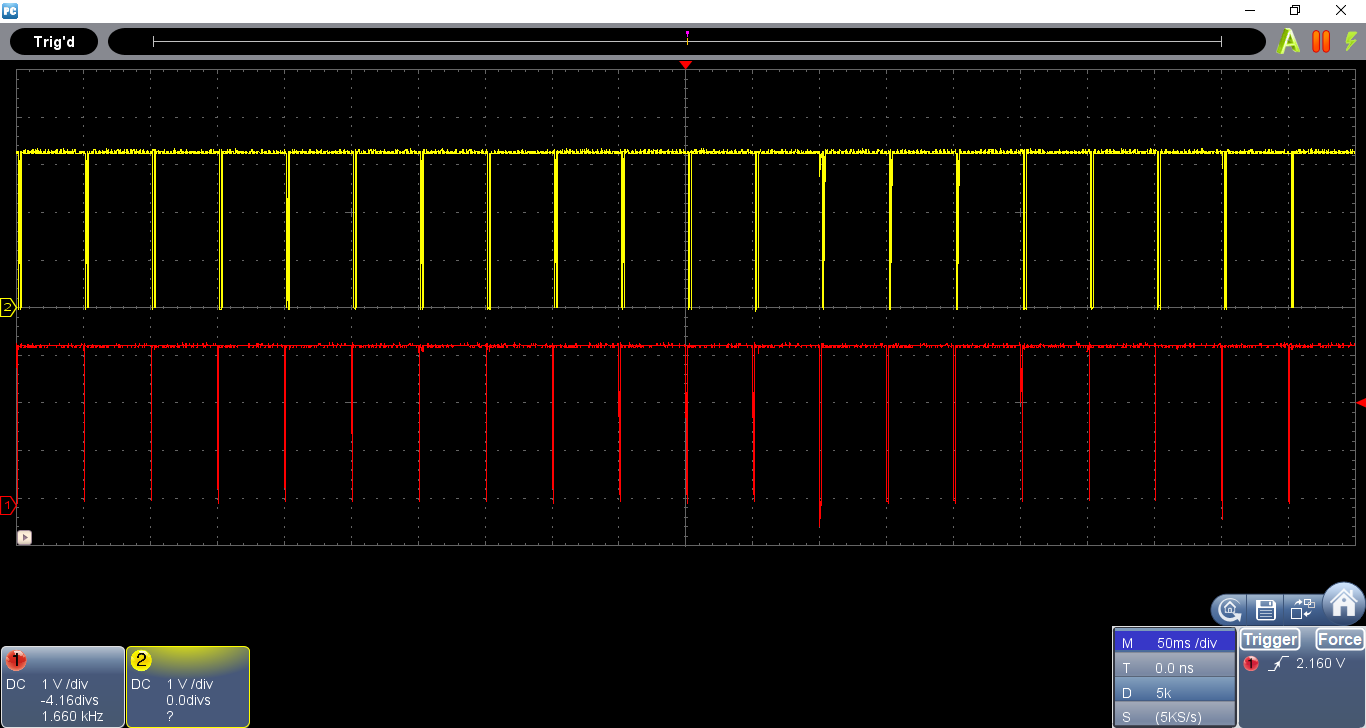 PC
Trig'd
A
2
1
M 50ms /div
Trigger Force
T 0.0 ns
1 2.160 V
D 5k
S (5KS/s)
1
DC 1 V /div
-4.16divs
1.660 kHz
2
DC 1 V /div
0.0divs
?